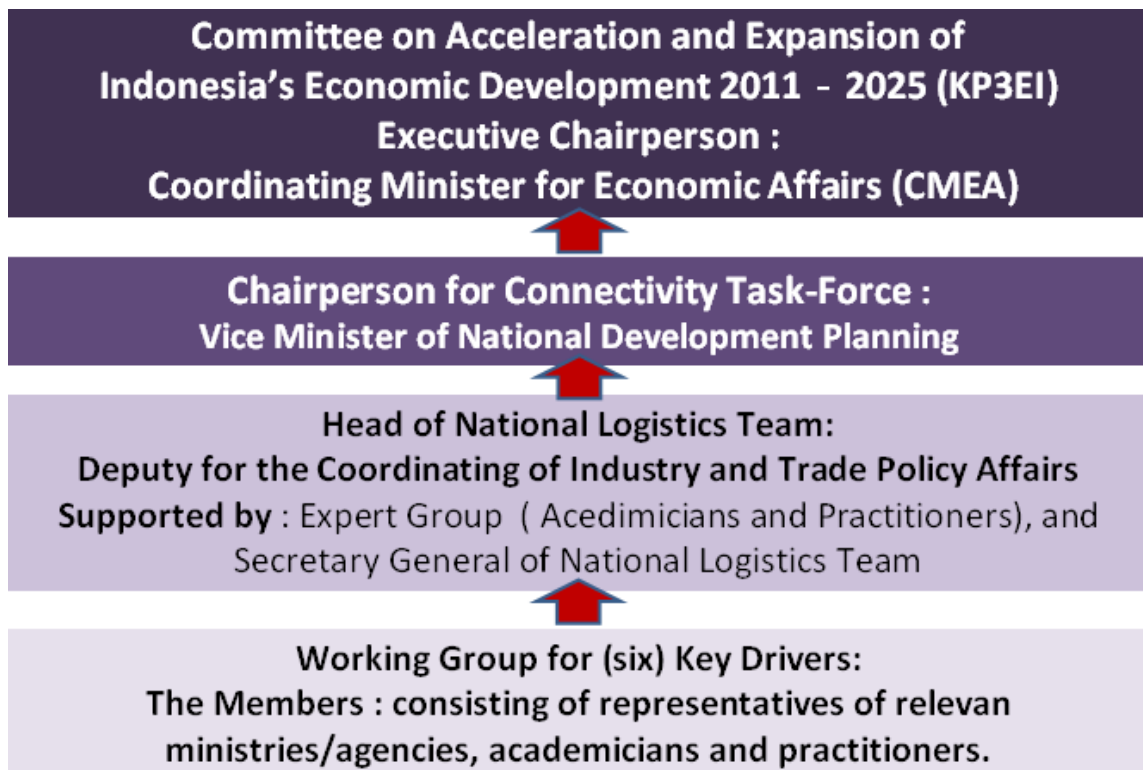 Committee on Acceleration and Expansion of
Indonesia’s Economic Development 2011 - 2025 (KP3EI)
Executive Chairperson :
Coordinating Minister for Economic Affairs (CMEA)
Chairperson for Connectivity Task-Force :
Vice Minister of National Development Planning
Head of National Logistics Team:
Deputy for the Coordinating of Industry and Trade Policy Affairs
Supported by : Expert Group ( Acedimicians and Practitioners), and
Secretary General of National Logistics Team
Working Group for (six) Key Drivers:
The Members : consisting of representatives of relevan
ministries/agencies, academicians and practitioners.